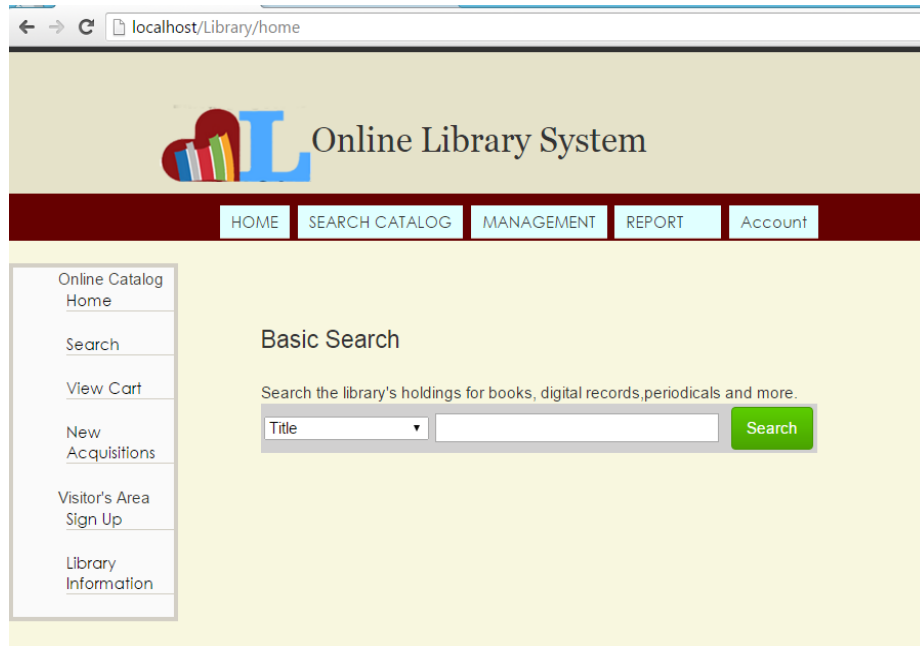 localhost/Library/home
L Online Library System
HOME SEARCH CATALOG MANAGEMENT REPORT Account
Online Catalog
Home
Search
View Cart
New
Acquisitions
Visitor's Area
Sign Up
Library
Information
Basic Search
Search the library's holdings for books, digital records,periodicals and more.
Title Search